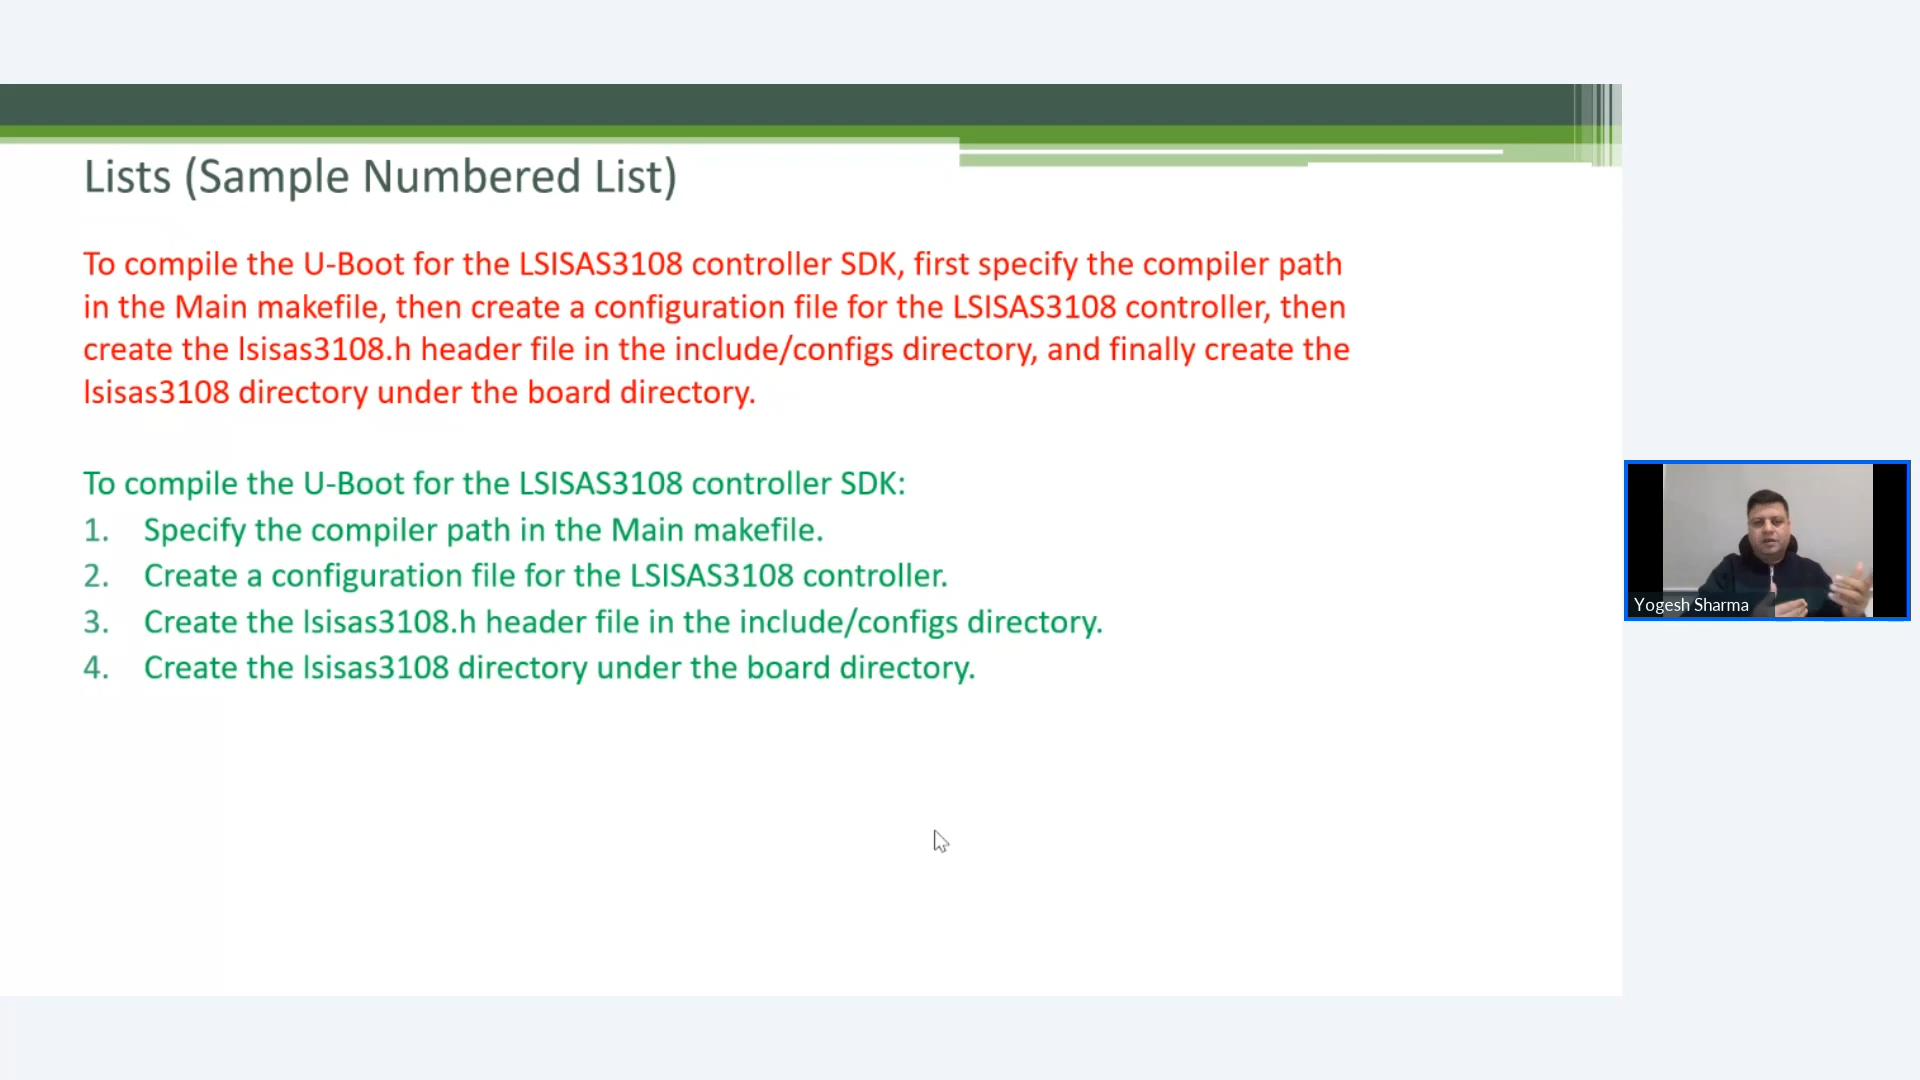 Lists (Sample Numbered List)
To compile the U-Boot for the LSISAS3108 controller SDK, first specify the compiler path
in the Main makefile, then create a configuration file for the LSISAS3108 controller, then
create the lsisas3108.h header file in the include/configs directory, and finally create the
lsisas3108 directory under the board directory.
To compile the U-Boot for the LSISAS3108 controller SDK:
1. Specify the compiler path in the Main makefile.
2. Create a configuration file for the LSISAS3108 controller.
3. Create the lsisas3108.h header file in the include/configs directory.
4. Create the lsisas3108 directory under the board directory.
Yogesh Sharma